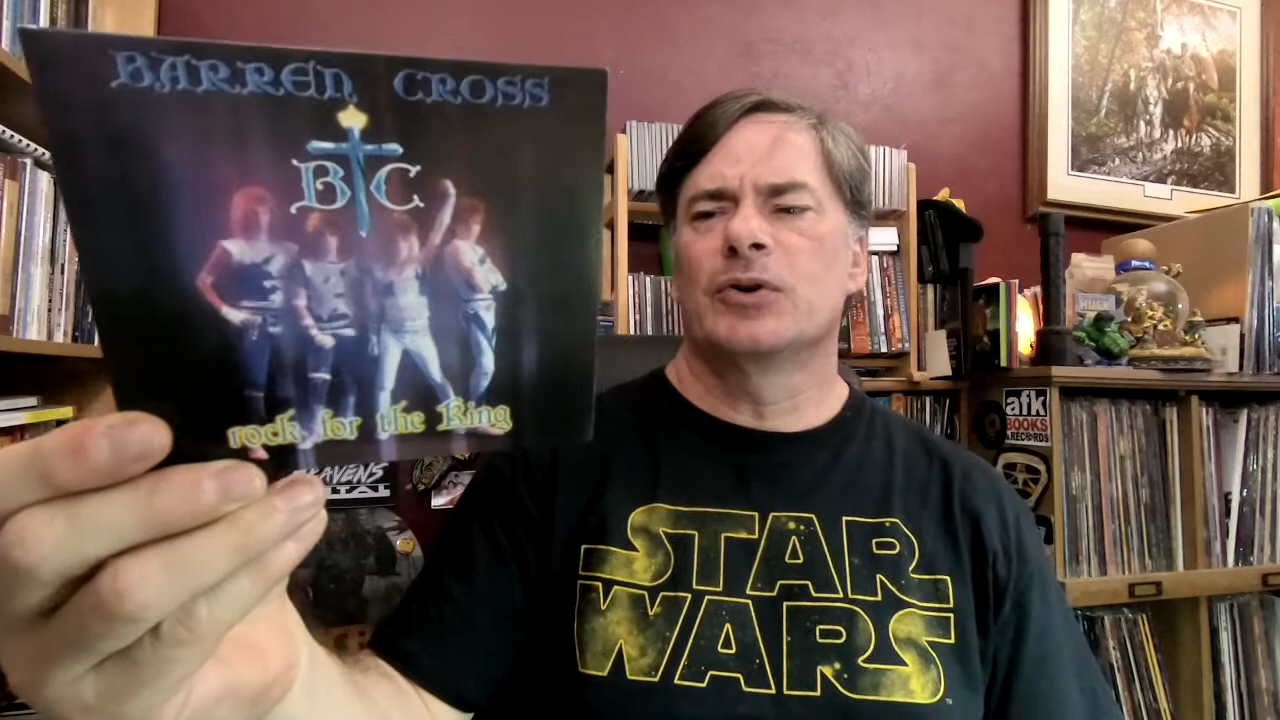 BARREN CROSS
BC
rock for the King
STAR
WARS
afk
BOOKS
& RECORDS